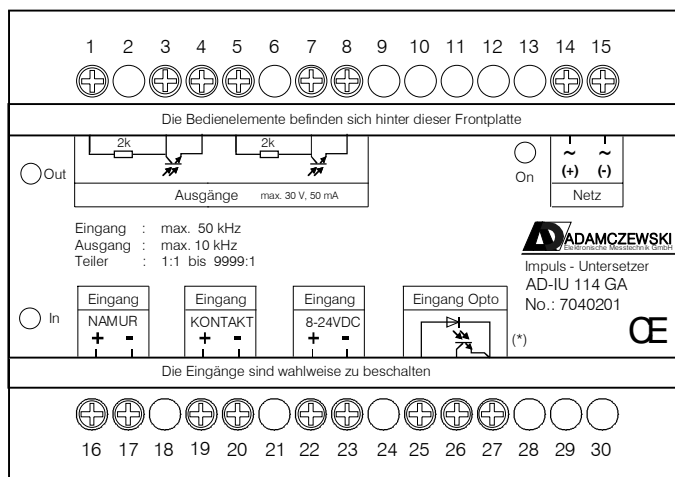 1 2 3 4 5 6 7 8 9 10 11 12 13 14 15
Die Bedienelemente befinden sich hinter dieser Frontplatte
2k 2k
~ ~
(+) (-)
Out
On
Ausgänge max. 30 V, 50 mA
Netz
Eingang : max. 50 kHz
Ausgang : max. 10 kHz
Teiler : 1:1 bis 9999:1
AD ADAMCZEWSKI
Elektronische Messtechnik GmbH
Impuls - Untersetzer
AD-IU 114 GA
No.: 7040201
CE
In
Eingang Eingang Eingang Eingang Opto
NAMUR KONTAKT 8-24VDC
+ - + - + - (*)
Die Eingänge sind wahlweise zu beschalten
16 17 18 19 20 21 22 23 24 25 26 27 28 29 30